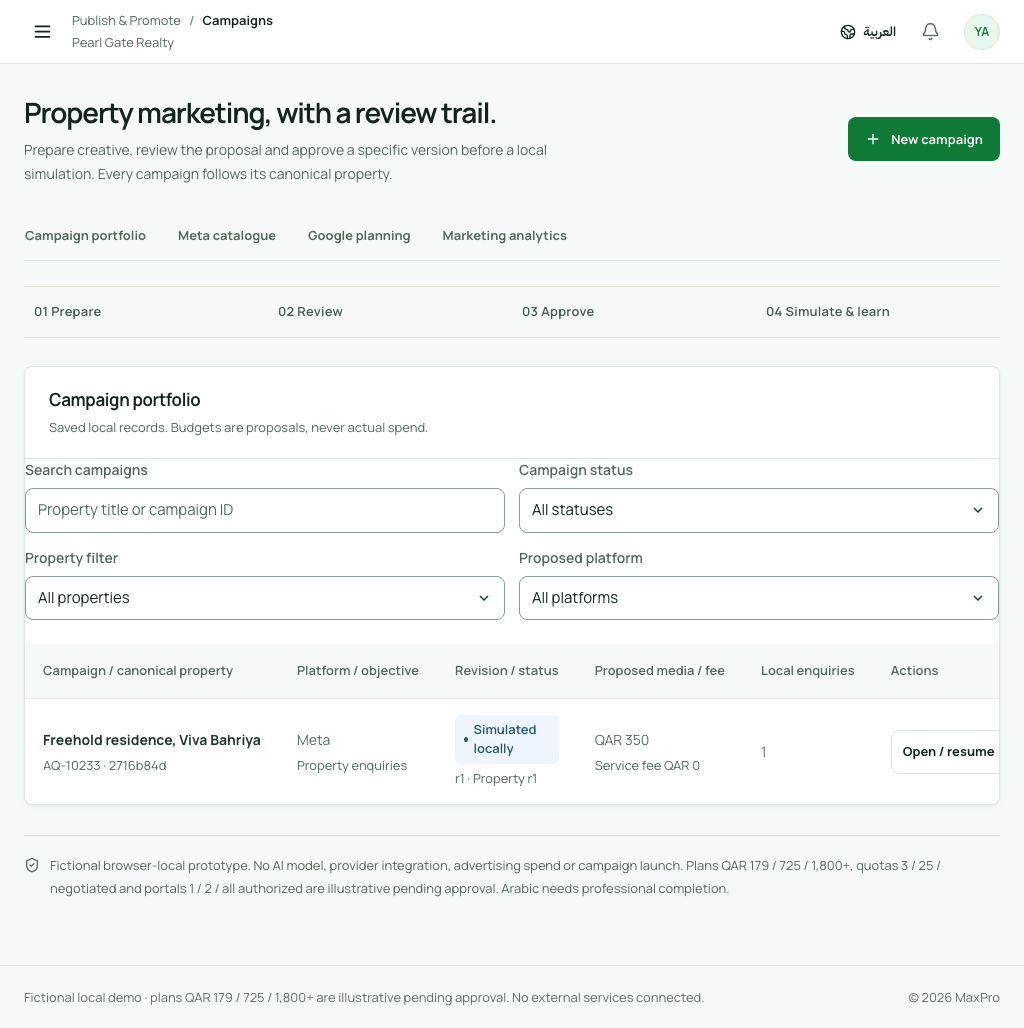 Publish & Promote / Campaigns
Pearl Gate Realty
العربية
YA
Property marketing, with a review trail.
Prepare creative, review the proposal and approve a specific version before a local
simulation. Every campaign follows its canonical property.
New campaign
Campaign portfolio
Meta catalogue
Google planning
Marketing analytics
01 Prepare
02 Review
03 Approve
04 Simulate & learn
Campaign portfolio
Saved local records. Budgets are proposals, never actual spend.
Search campaigns
Property title or campaign ID
Campaign status
All statuses
Property filter
All properties
Proposed platform
All platforms
Campaign / canonical property
Platform / objective
Revision / status
Proposed media / fee
Local enquiries
Actions
Freehold residence, Viva Bahriya
AQ-10233 · 2716b84d
Meta
Property enquiries
Simulated
locally
r1 · Property r1
QAR 350
Service fee QAR 0
1
Open / resume
Fictional browser-local prototype. No AI model, provider integration, advertising spend or campaign launch. Plans QAR 179 / 725 / 1,800+, quotas 3 / 25 /
negotiated and portals 1 / 2 / all authorized are illustrative pending approval. Arabic needs professional completion.
Fictional local demo · plans QAR 179 / 725 / 1,800+ are illustrative pending approval. No external services connected.
© 2026 MaxPro